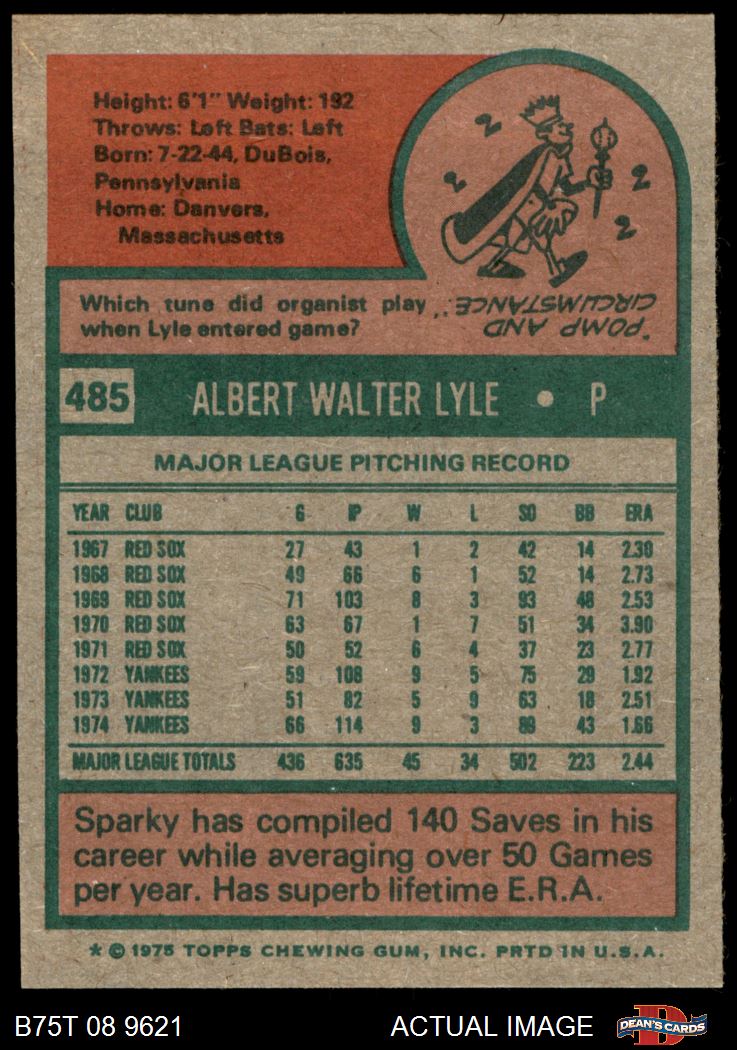 Height: 6'1" Weight: 192
Throws: Left Bats: Left
Born: 7-22-44, DuBois,
Pennsylvania
Home: Danvers,
Massachusetts
2
2
2
2
Which tune did organist play
when Lyle entered game?
"POMP AND
CIRCUMSTANCE."
485 ALBERT WALTER LYLE • P
MAJOR LEAGUE PITCHING RECORD
YEAR CLUB G IP W L SO BB ERA
1967 RED SOX 27 43 1 2 42 14 2.30
1968 RED SOX 49 66 6 1 52 14 2.73
1969 RED SOX 71 103 8 3 93 48 2.53
1970 RED SOX 63 67 1 7 51 34 3.90
1971 RED SOX 50 52 6 4 37 23 2.77
1972 YANKEES 59 108 9 5 75 29 1.92
1973 YANKEES 51 82 5 9 63 18 2.51
1974 YANKEES 66 114 9 3 89 43 1.66
MAJOR LEAGUE TOTALS 436 635 45 34 502 223 2.44
Sparky has compiled 140 Saves in his
career while averaging over 50 Games
per year. Has superb lifetime E.R.A.
* © 1975 TOPPS CHEWING GUM, INC. PRTD IN U.S.A.
B75T 08 9621 ACTUAL IMAGE D DEAN'S CARDS